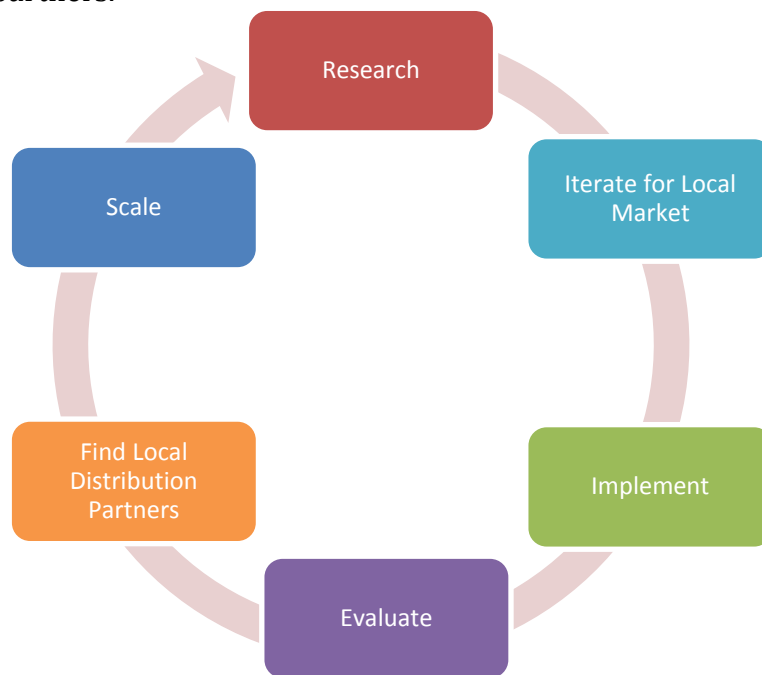 Research
Iterate for Local
Market
Implement
Evaluate
Find Local
Distribution
Partners
Scale